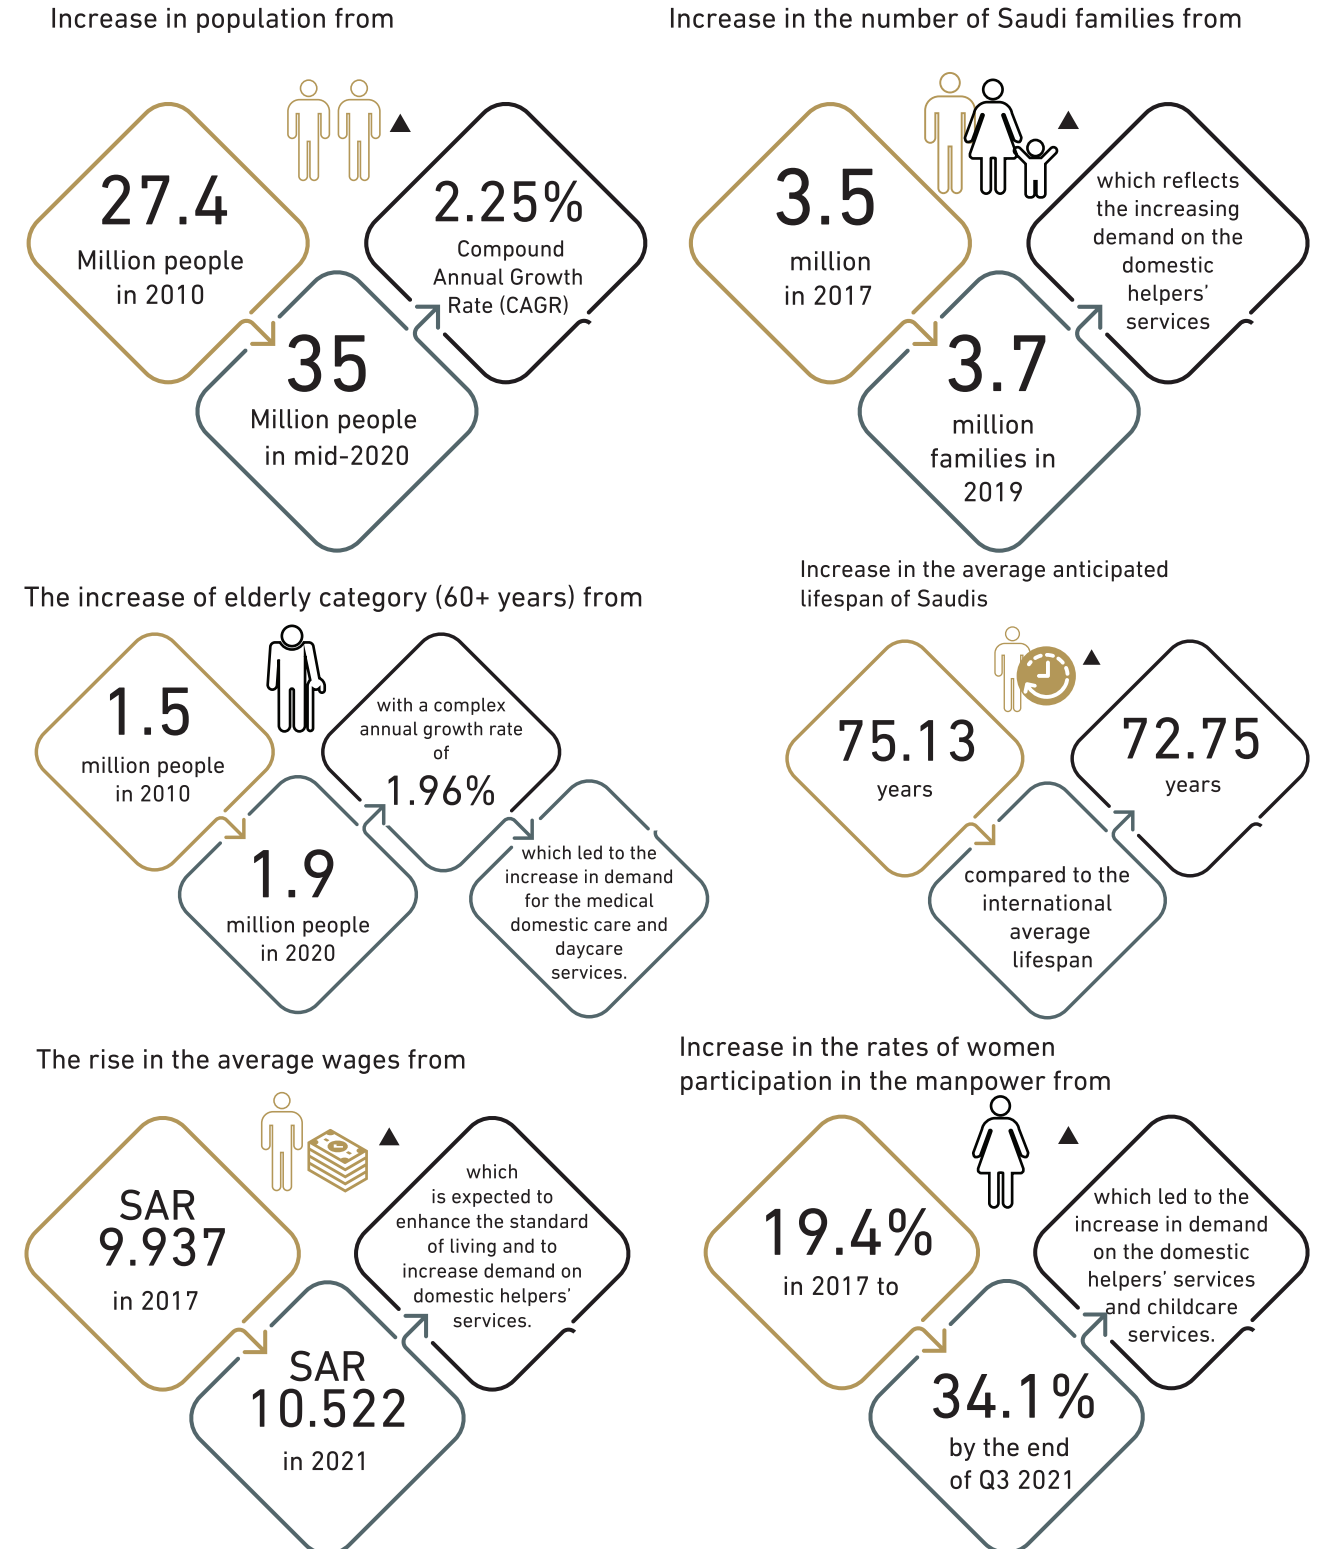 Increase in population from
27.4
Million people
in 2010
35
Million people
in mid-2020
2.25%
Compound
Annual Growth
Rate (CAGR)
Increase in the number of Saudi families from
3.5
million
in 2017
3.7
million
families in
2019
which reflects
the increasing
demand on the
domestic
helpers’
services
The increase of elderly category (60+ years) from
1.5
million people
in 2010
1.9
million people
in 2020
with a complex
annual growth rate
of
1.96%
which led to the
increase in demand
for the medical
domestic care and
daycare
services.
Increase in the average anticipated
lifespan of Saudis
75.13
years
compared to the
international
average
lifespan
72.75
years
The rise in the average wages from
SAR
9.937
in 2017
SAR
10.522
in 2021
which
is expected to
enhance the standard
of living and to
increase demand on
domestic helpers’
services.
Increase in the rates of women
participation in the manpower from
19.4%
in 2017 to
34.1%
by the end
of Q3 2021
which led to the
increase in demand
on the domestic
helpers’ services
and childcare
services.